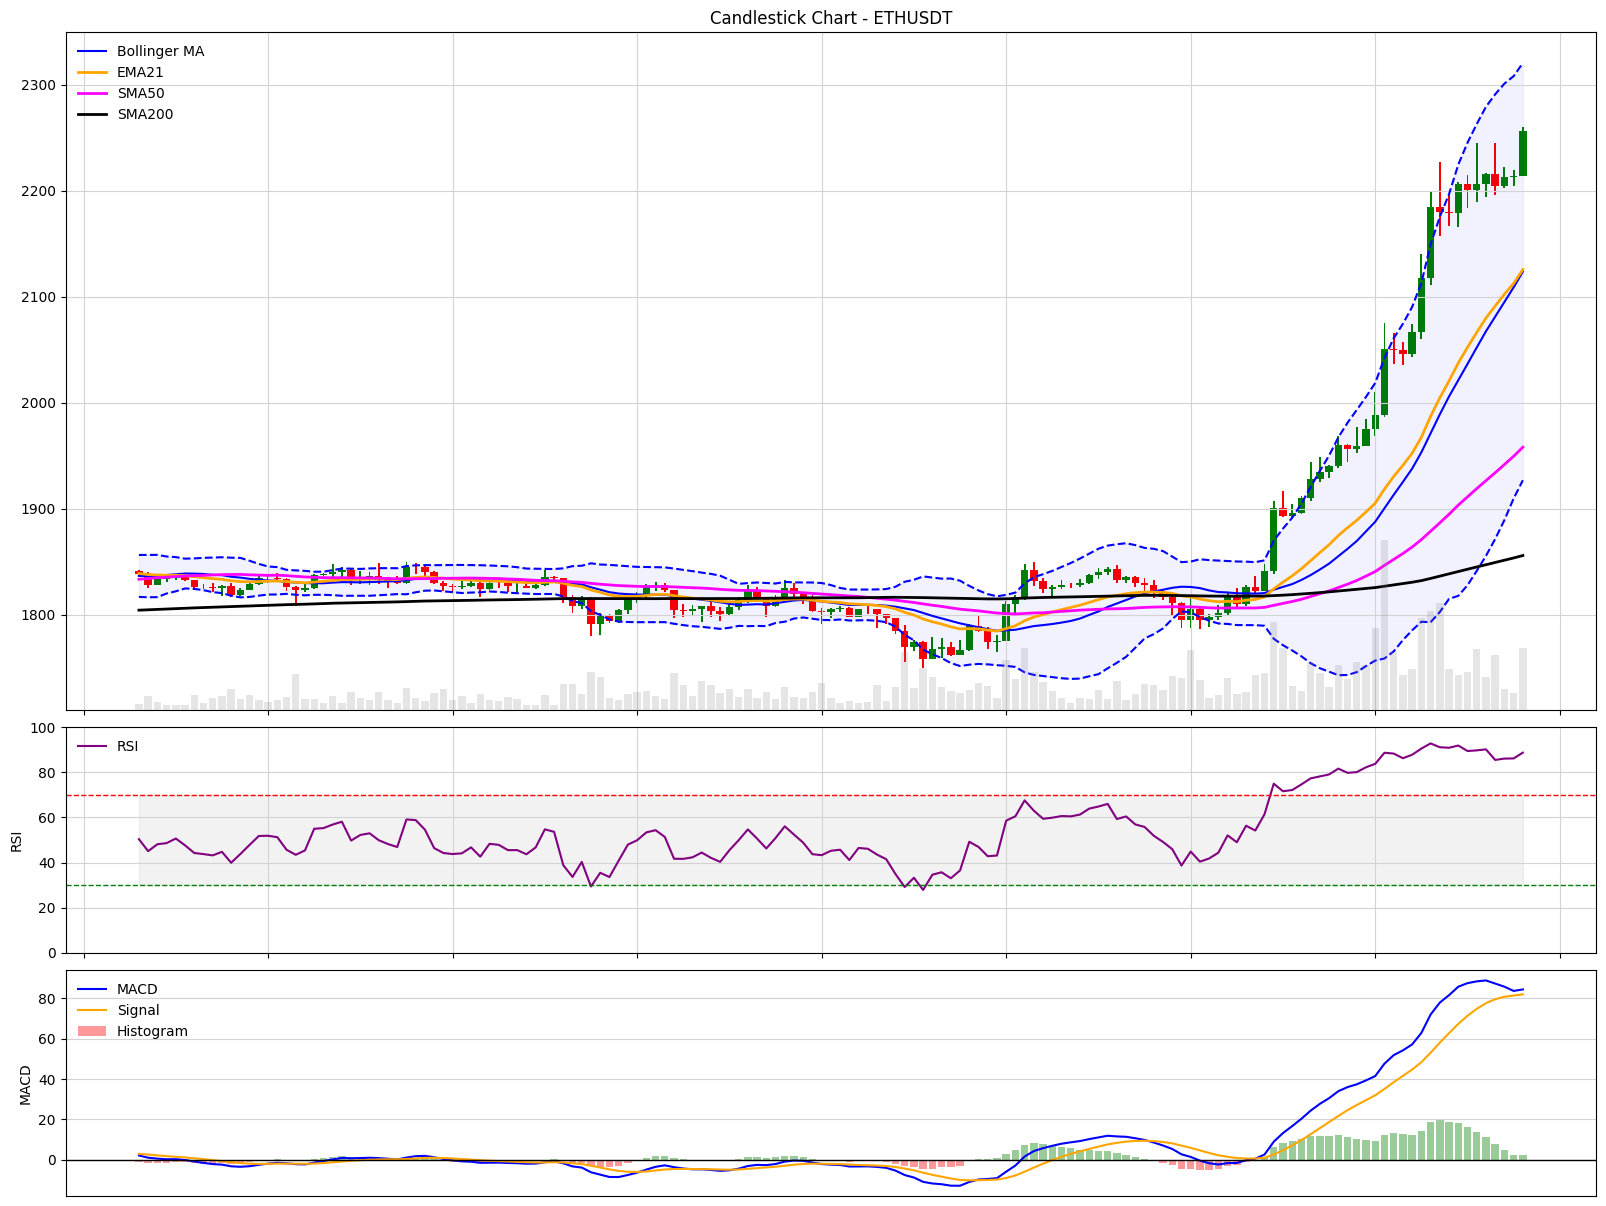 Candlestick Chart - ETHUSDT
Bollinger MA
EMA21
SMA50
SMA200
2300
2200
2100
2000
1900
1800
RSI
RSI
100
80
60
40
20
0
MACD
Signal
Histogram
MACD
80
60
40
20
0